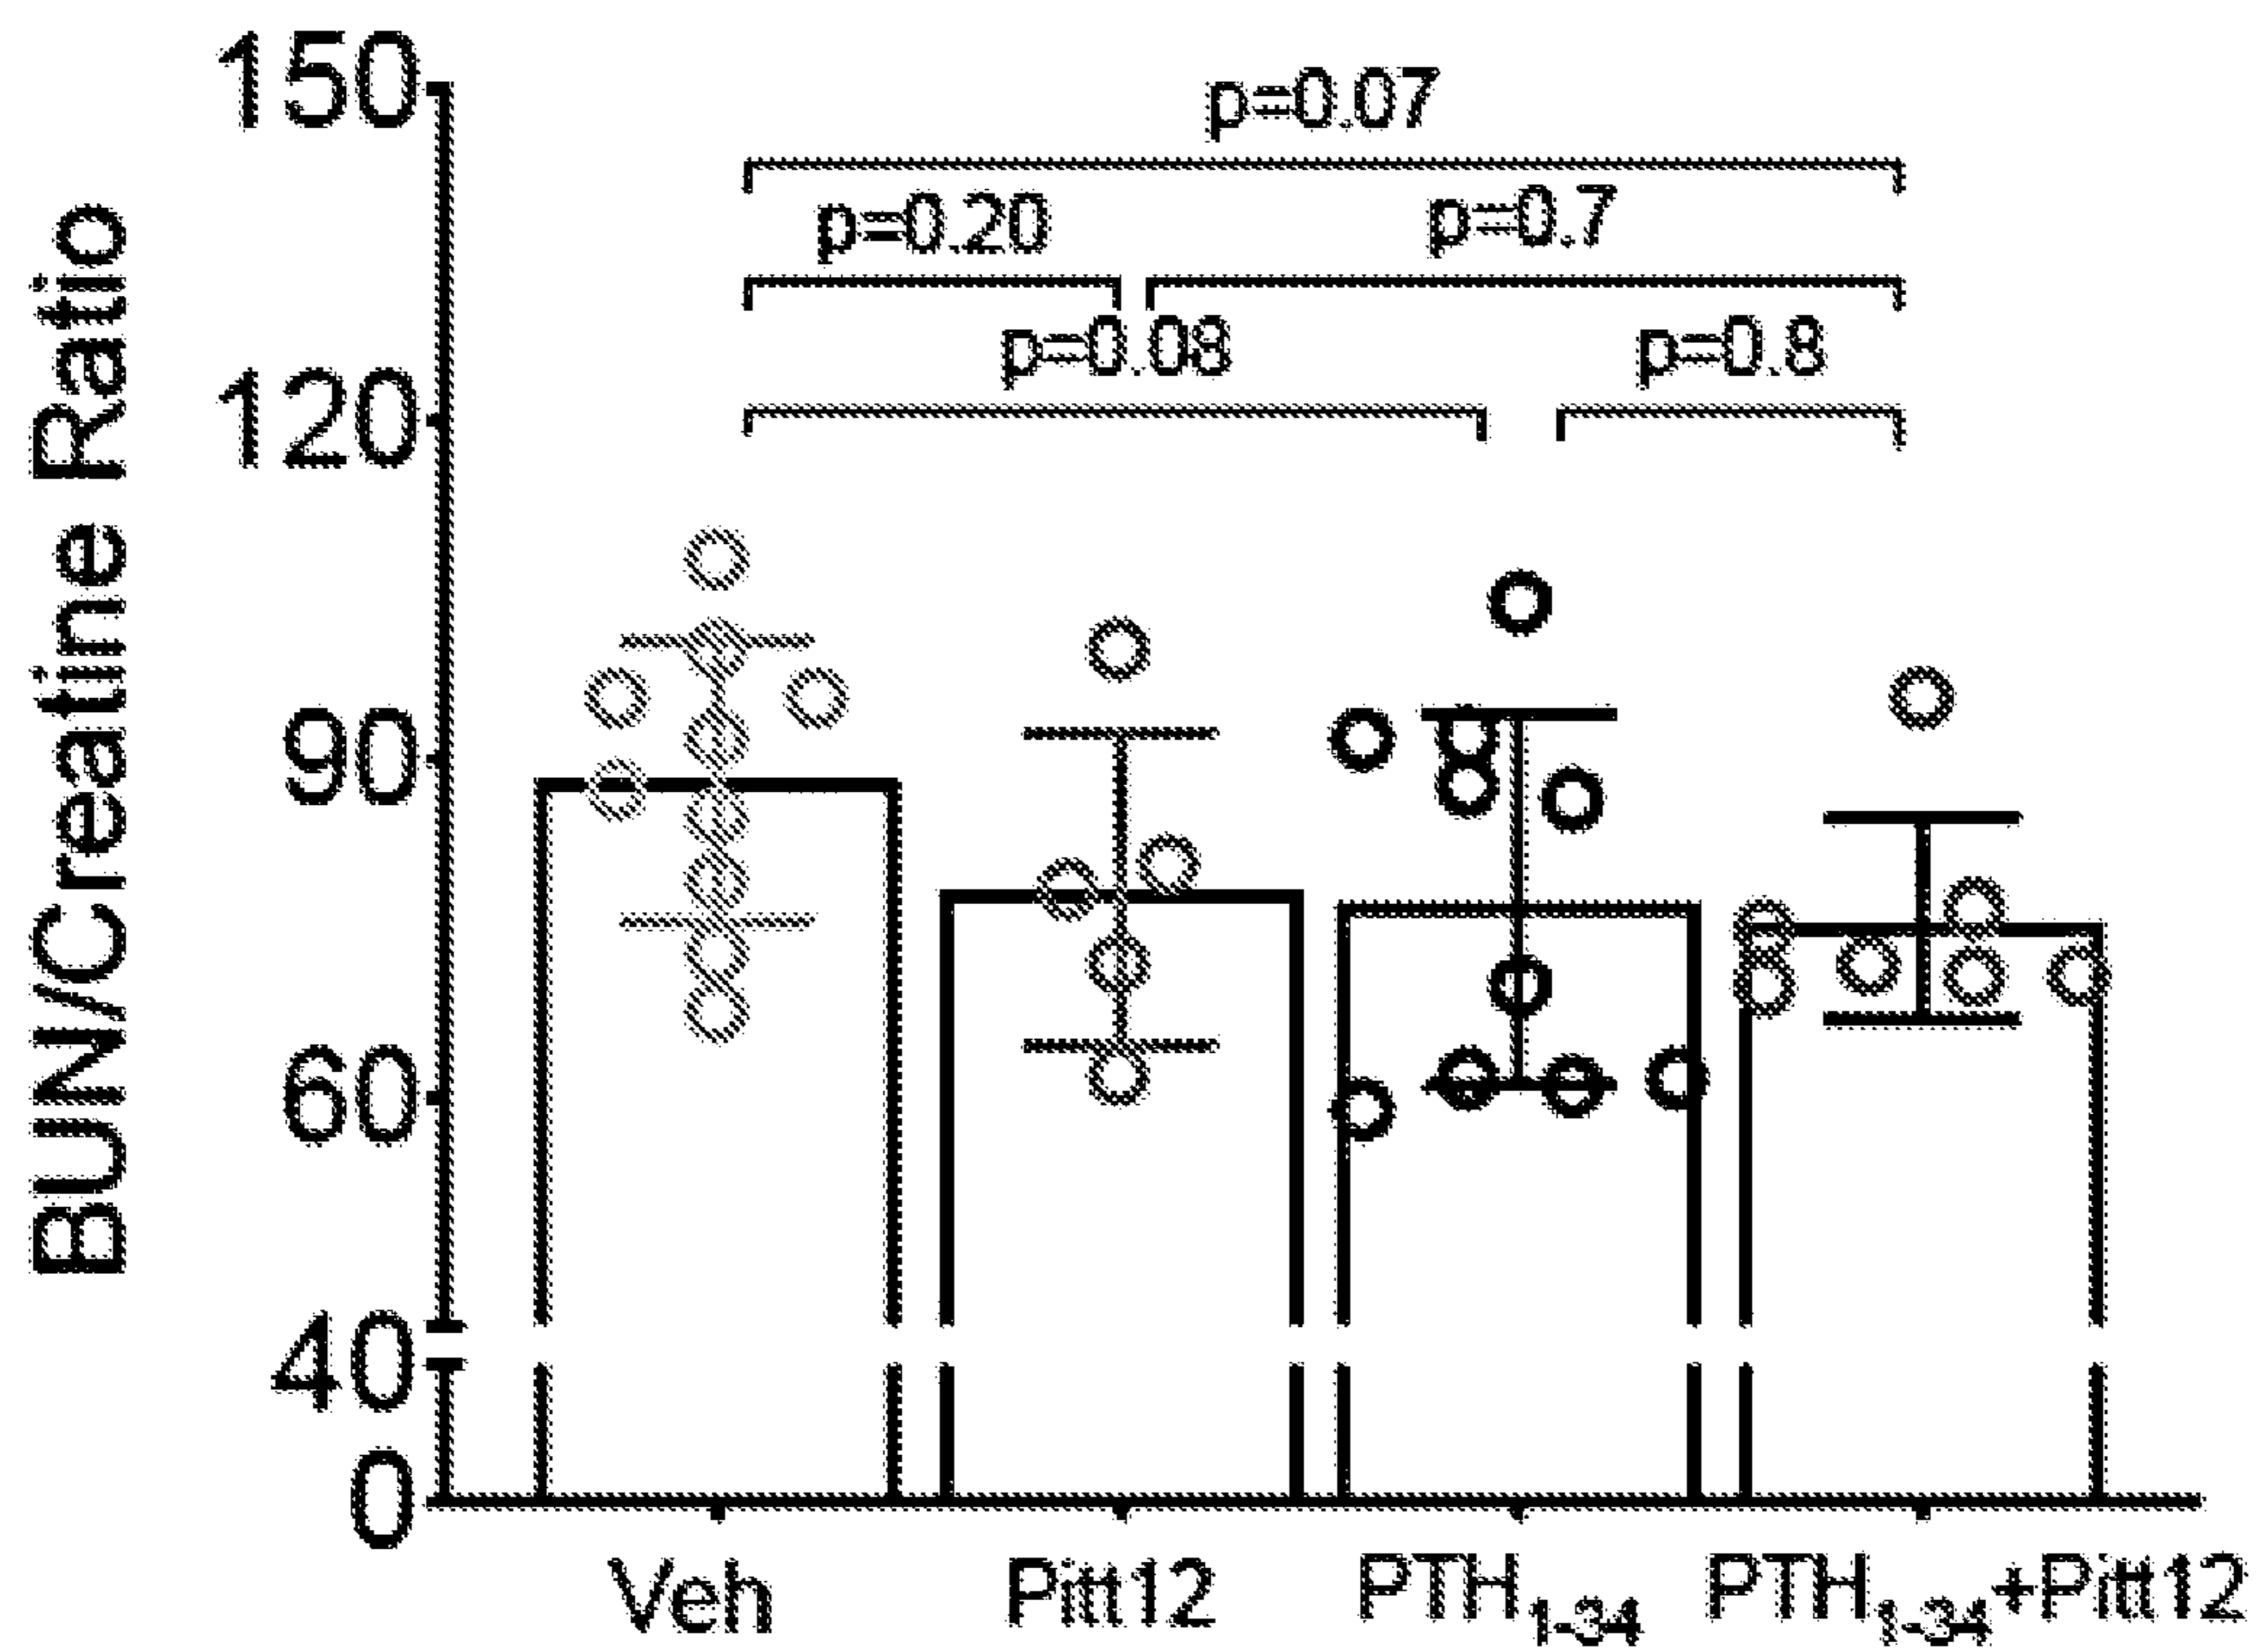 BUN/Creatine Ratio
150
120
90
60
40
0
p=0.07
p=0.20
p=0.7
p=0.08
p=0.8
Veh
Pitt12
PTH1-34
PTH1-34+Pitt12